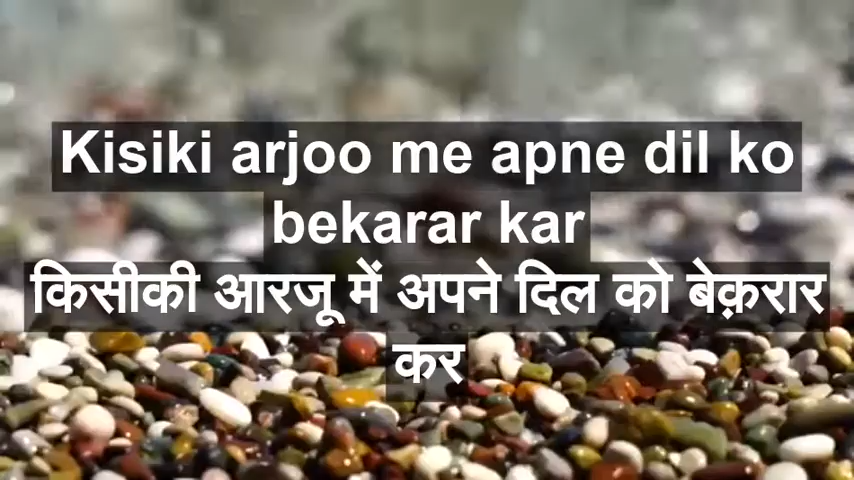 Kisiki arjoo me apne dil ko
bekarar kar
किसीकी आरजू में अपने दिल को बेक़रार
कर